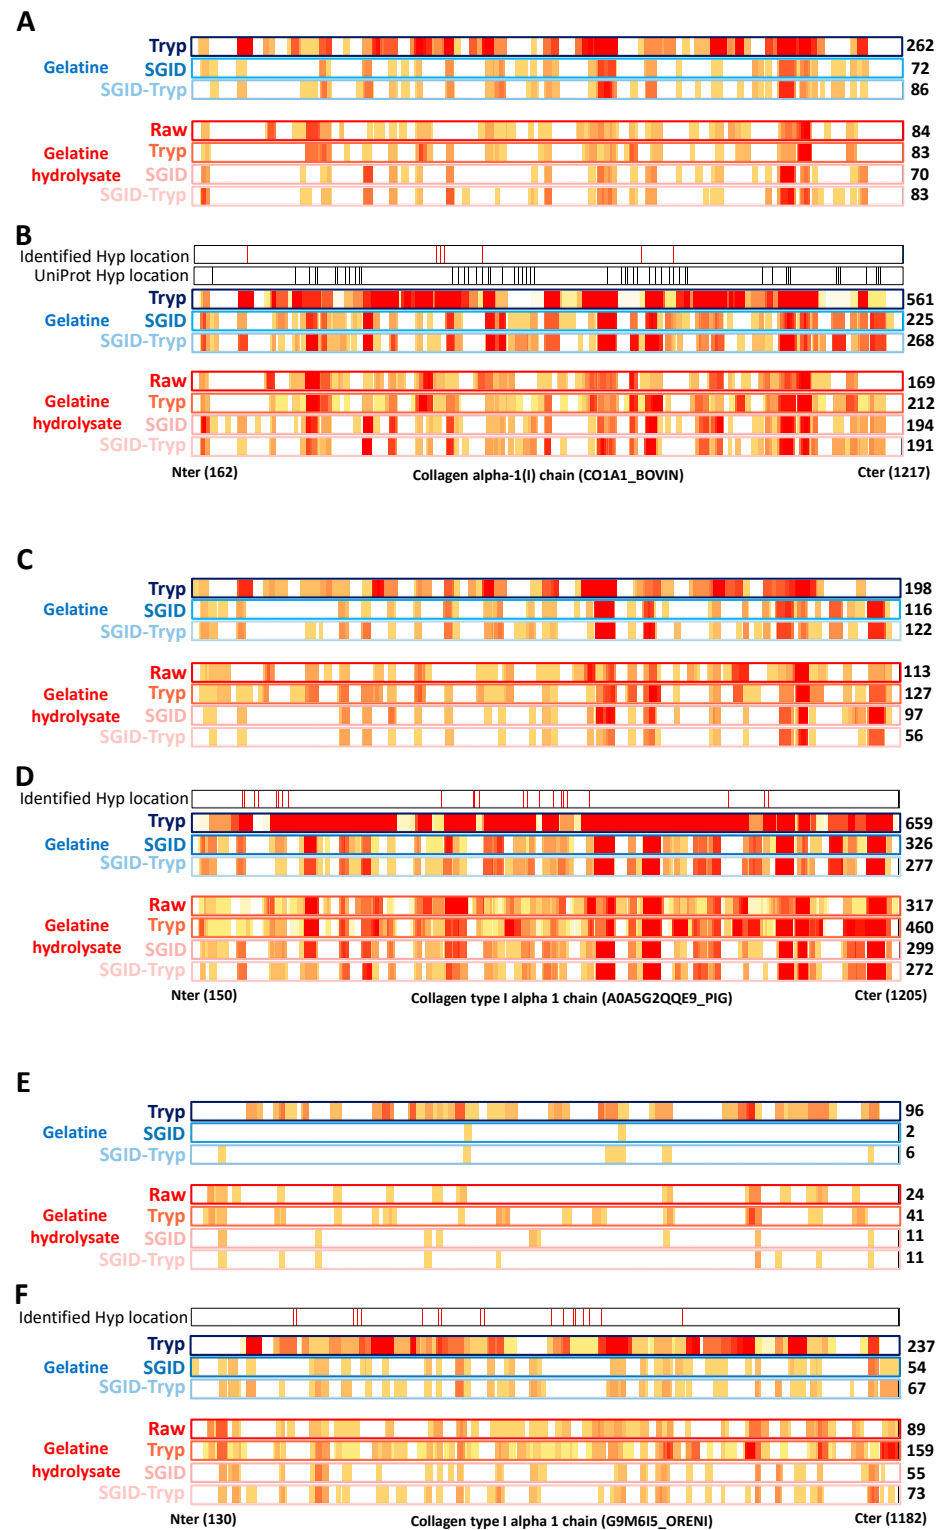 A
Tryp 262
Gelatine SGID 72
SGID-Tryp 86
Raw 84
Gelatine Tryp 83
hydrolysate SGID 70
SGID-Tryp 83
B
Identified Hyp location
UniProt Hyp location
Tryp 561
Gelatine SGID 225
SGID-Tryp 268
Raw 169
Gelatine Tryp 212
hydrolysate SGID 194
SGID-Tryp 191
Nter (162) Collagen alpha-1(I) chain (CO1A1_BOVIN) Cter (1217)
C
Tryp 198
Gelatine SGID 116
SGID-Tryp 122
Raw 113
Gelatine Tryp 127
hydrolysate SGID 97
SGID-Tryp 56
D
Identified Hyp location
Tryp 659
Gelatine SGID 326
SGID-Tryp 277
Raw 317
Gelatine Tryp 460
hydrolysate SGID 299
SGID-Tryp 272
Nter (150) Collagen type I alpha 1 chain (A0A5G2QQE9_PIG) Cter (1205)
E
Tryp 96
Gelatine SGID 2
SGID-Tryp 6
Raw 24
Gelatine Tryp 41
hydrolysate SGID 11
SGID-Tryp 11
F
Identified Hyp location
Tryp 237
Gelatine SGID 54
SGID-Tryp 67
Raw 89
Gelatine Tryp 159
hydrolysate SGID 55
SGID-Tryp 73
Nter (130) Collagen type I alpha 1 chain (G9M6I5_ORENI) Cter (1182)